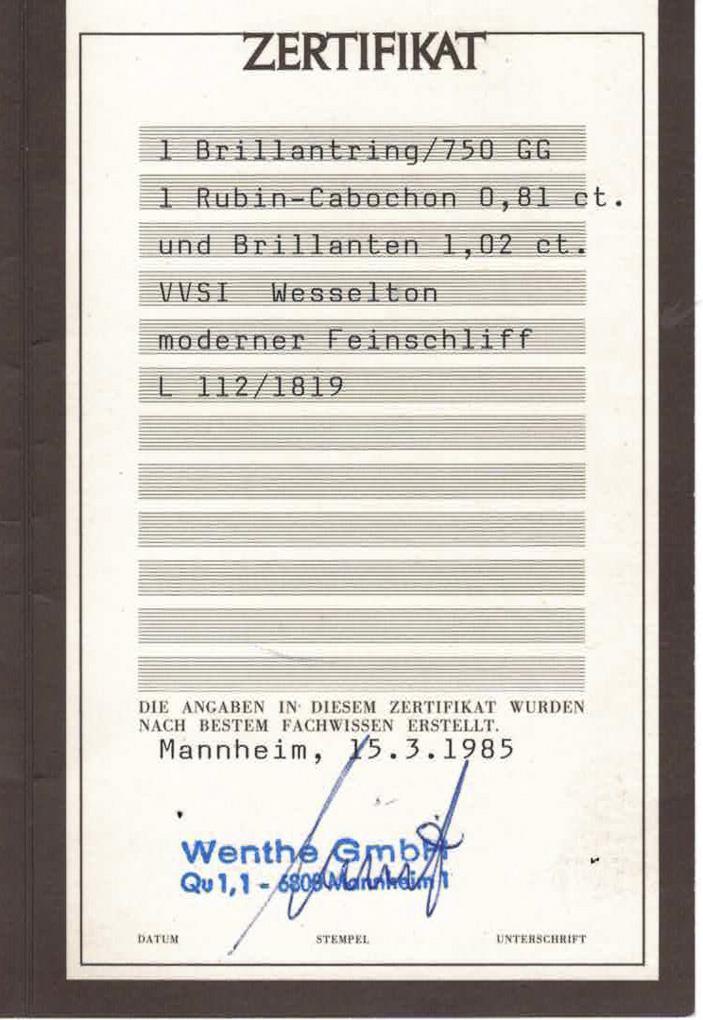 ZERTIFIKAT
1 Brillantring/750 GG
1 Rubin-Cabochon 0,81 ct.
und Brillanten 1,02 ct.
VVSI Wesselton
moderner Feinschliff
L 112/1819
DIE ANGABEN IN DIESEM ZERTIFIKAT WURDEN
NACH BESTEM FACHWISSEN ERSTELLT.
Mannheim, 15.3.1985
Wenthe GmbH
Qu 1,1 - 6800 Mannheim 1
DATUM STEMPEL UNTERSCHRIFT